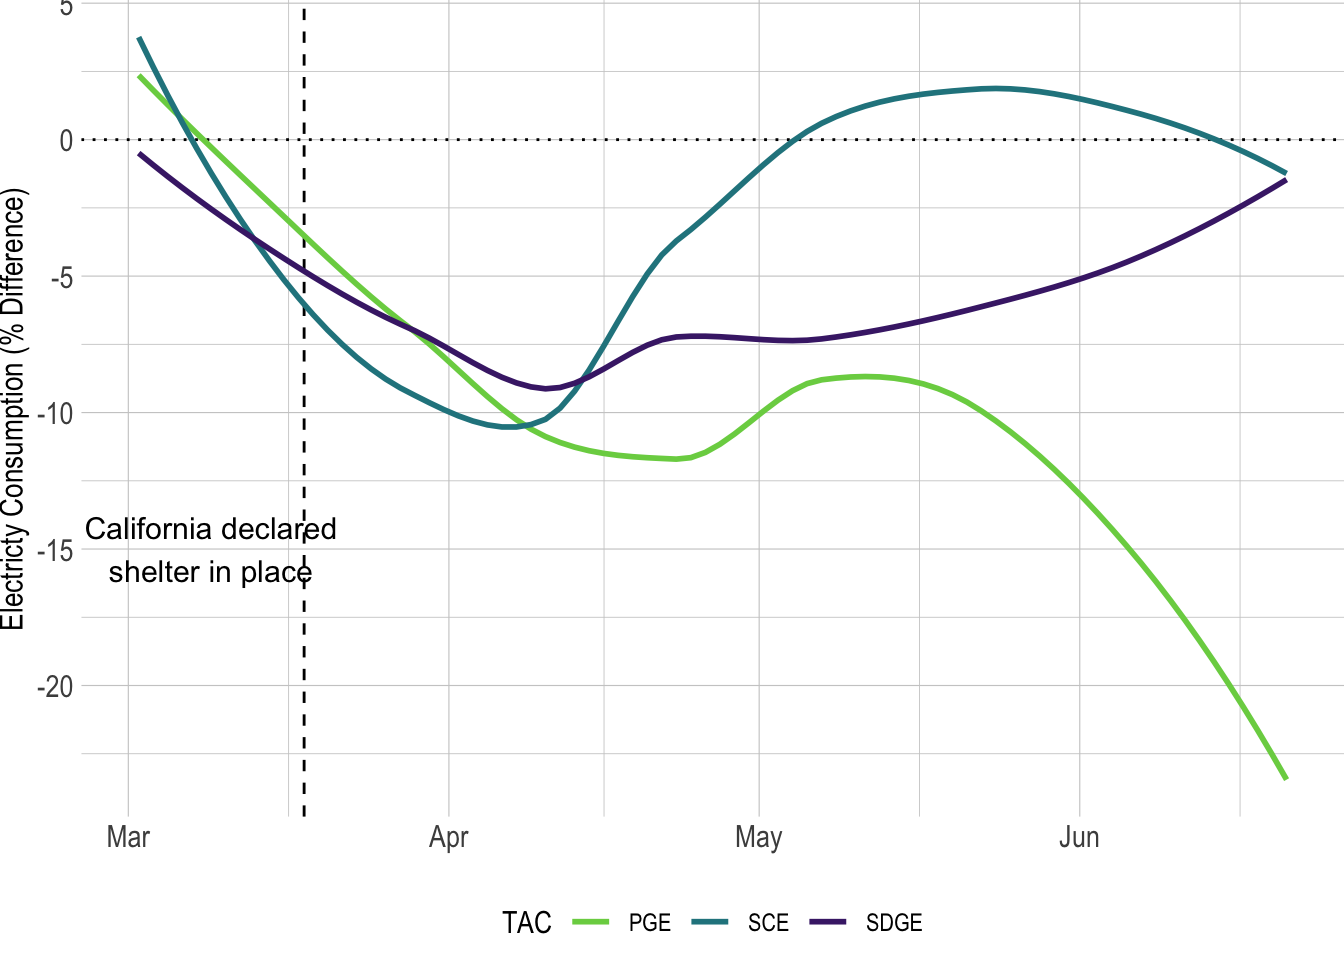 5
0
-5
-10
-15
-20
Electricty Consumption (% Difference)
California declared
shelter in place
Mar Apr May Jun
TAC PGE SCE SDGE